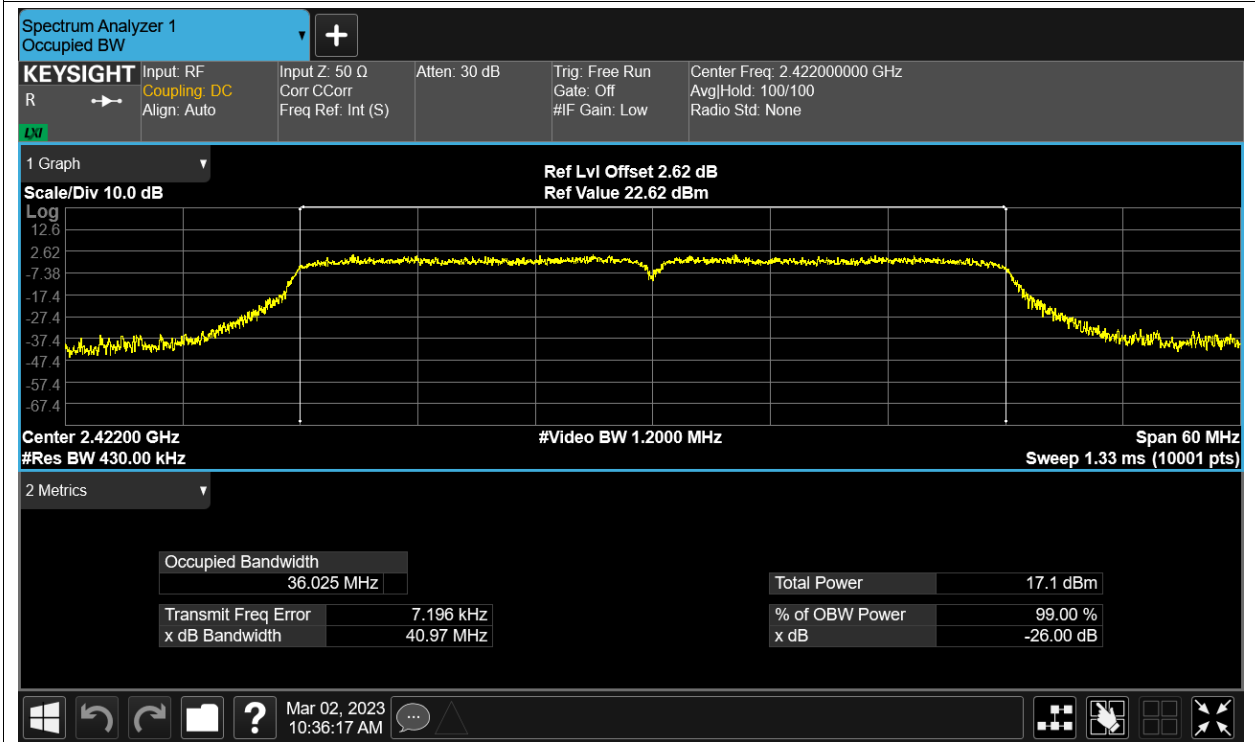 Spectrum Analyzer 1
Occupied BW
KEYSIGHT
R
LXI
Input: RF
Coupling: DC
Align: Auto
Input Z: 50 Ω
Corr CCorr
Freq Ref: Int (S)
Atten: 30 dB
Trig: Free Run
Gate: Off
#IF Gain: Low
Center Freq: 2.422000000 GHz
Avg|Hold: 100/100
Radio Std: None
1 Graph
Scale/Div 10.0 dB
Ref Lvl Offset 2.62 dB
Ref Value 22.62 dBm
Log
12.6
2.62
-7.38
-17.4
-27.4
-37.4
-47.4
-57.4
-67.4
Center 2.42200 GHz
#Video BW 1.2000 MHz
Span 60 MHz
#Res BW 430.00 kHz
Sweep 1.33 ms (10001 pts)
2 Metrics
Occupied Bandwidth
36.025 MHz
Total Power 17.1 dBm
Transmit Freq Error 7.196 kHz
% of OBW Power 99.00 %
x dB Bandwidth 40.97 MHz
x dB -26.00 dB
?
Mar 02, 2023
10:36:17 AM